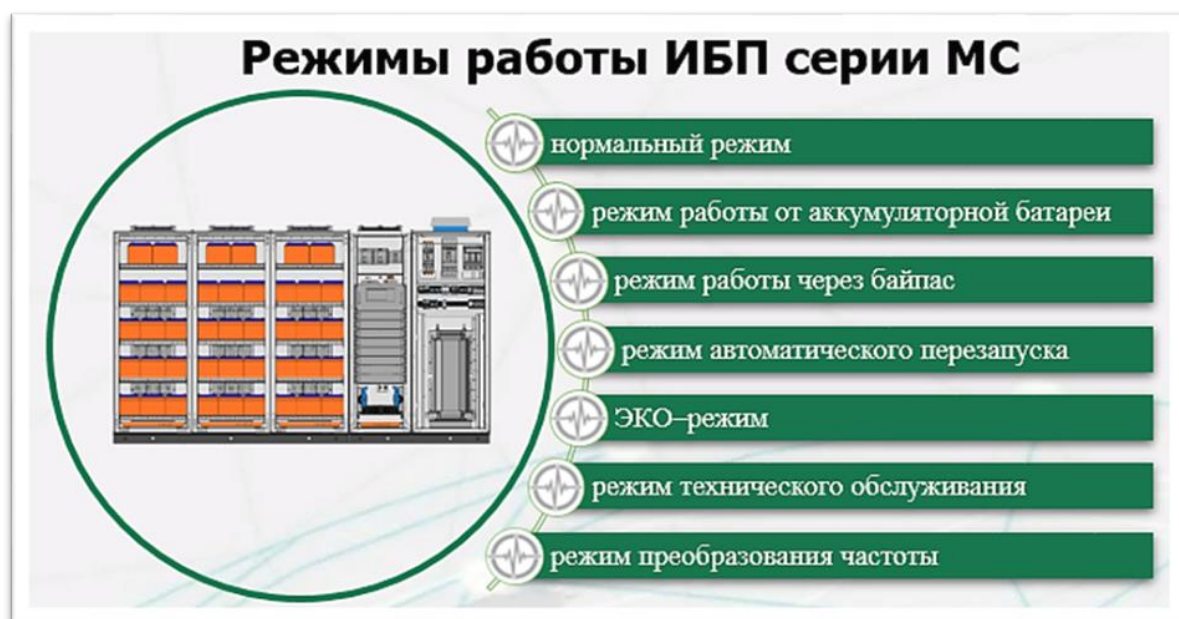 Режимы работы ИБП серии МС
нормальный режим
режим работы от аккумуляторной батареи
режим работы через байпас
режим автоматического перезапуска
ЭКО–режим
режим технического обслуживания
режим преобразования частоты